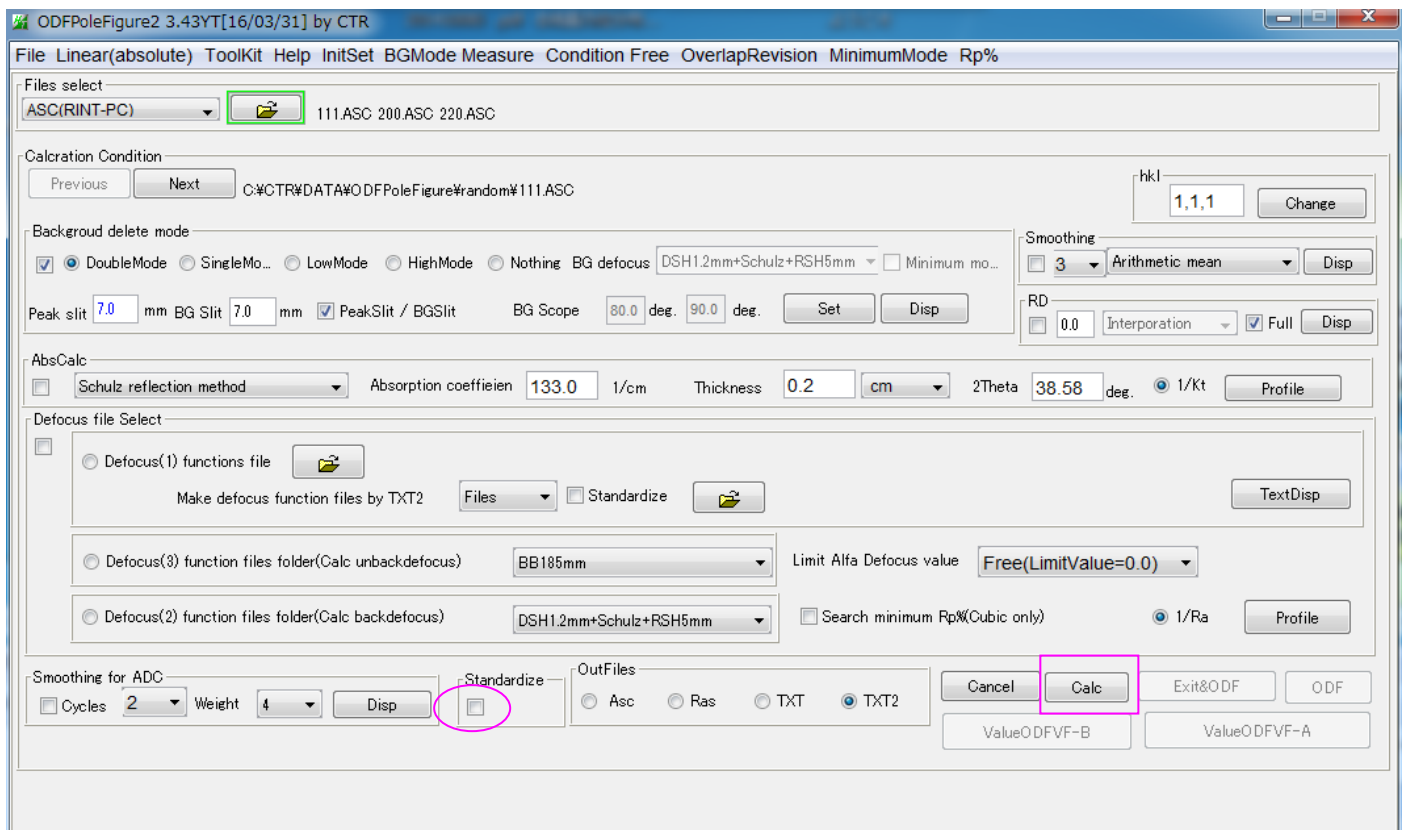 ODFPoleFigure2 3.43YT[16/03/31] by CTR
File Linear(absolute) ToolKit Help InitSet BGMode Measure Condition Free OverlapRevision MinimumMode Rp%
Files select
ASC(RINT-PC) 111.ASC 200.ASC 220.ASC
Calcration Condition
Previous Next C:¥CTR¥DATA¥ODFPoleFigure¥random¥111.ASC
hkl
1,1,1 Change
Backgroud delete mode
DoubleMode SingleMo... LowMode HighMode Nothing BG defocus DSH1.2mm+Schulz+RSH5mm Minimum mo...
Peak slit 7.0 mm BG Slit 7.0 mm PeakSlit / BGSlit BG Scope 80.0 deg. 90.0 deg. Set Disp
Smoothing
3 Arithmetic mean Disp
RD
0.0 Interporation Full Disp
AbsCalc
Schulz reflection method Absorption coeffieien 133.0 1/cm Thickness 0.2 cm 2Theta 38.58 deg. 1/Kt Profile
Defocus file Select
Defocus(1) functions file
Make defocus function files by TXT2 Files Standardize TextDisp
Defocus(3) function files folder(Calc unbackdefocus) BB185mm Limit Alfa Defocus value Free(LimitValue=0.0)
Defocus(2) function files folder(Calc backdefocus) DSH1.2mm+Schulz+RSH5mm Search minimum Rp%(Cubic only) 1/Ra Profile
Smoothing for ADC
Cycles 2 Weight 4 Disp
Standardize
OutFiles
Asc Ras TXT TXT2
Cancel Calc Exit&ODF ODF
ValueODFVF-B ValueODFVF-A